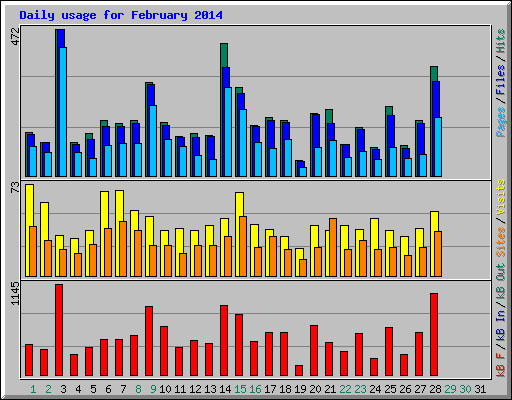 Daily usage for February 2014
472
Pages / Files / Hits
73
Sites / Visits
1145
kB F / kB In / kB Out
1 2 3 4 5 6 7 8 9 10 11 12 13 14 15 16 17 18 19 20 21 22 23 24 25 26 27 28 29 30 31